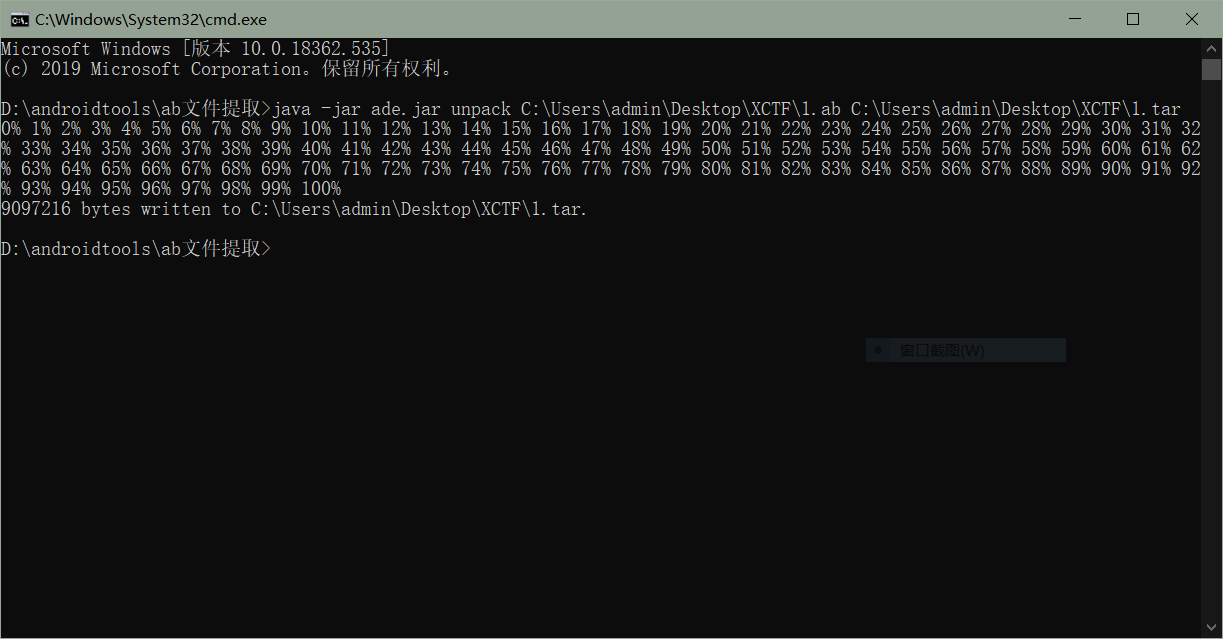 C:\Windows\System32\cmd.exe
Microsoft Windows [版本 10.0.18362.535]
(c) 2019 Microsoft Corporation。保留所有权利。
D:\androidtools\ab文件提取>java -jar ade.jar unpack C:\Users\admin\Desktop\XCTF\1.ab C:\Users\admin\Desktop\XCTF\1.tar
0% 1% 2% 3% 4% 5% 6% 7% 8% 9% 10% 11% 12% 13% 14% 15% 16% 17% 18% 19% 20% 21% 22% 23% 24% 25% 26% 27% 28% 29% 30% 31% 32
% 33% 34% 35% 36% 37% 38% 39% 40% 41% 42% 43% 44% 45% 46% 47% 48% 49% 50% 51% 52% 53% 54% 55% 56% 57% 58% 59% 60% 61% 62
% 63% 64% 65% 66% 67% 68% 69% 70% 71% 72% 73% 74% 75% 76% 77% 78% 79% 80% 81% 82% 83% 84% 85% 86% 87% 88% 89% 90% 91% 92
% 93% 94% 95% 96% 97% 98% 99% 100%
9097216 bytes written to C:\Users\admin\Desktop\XCTF\1.tar.
D:\androidtools\ab文件提取>
窗口截图(W)